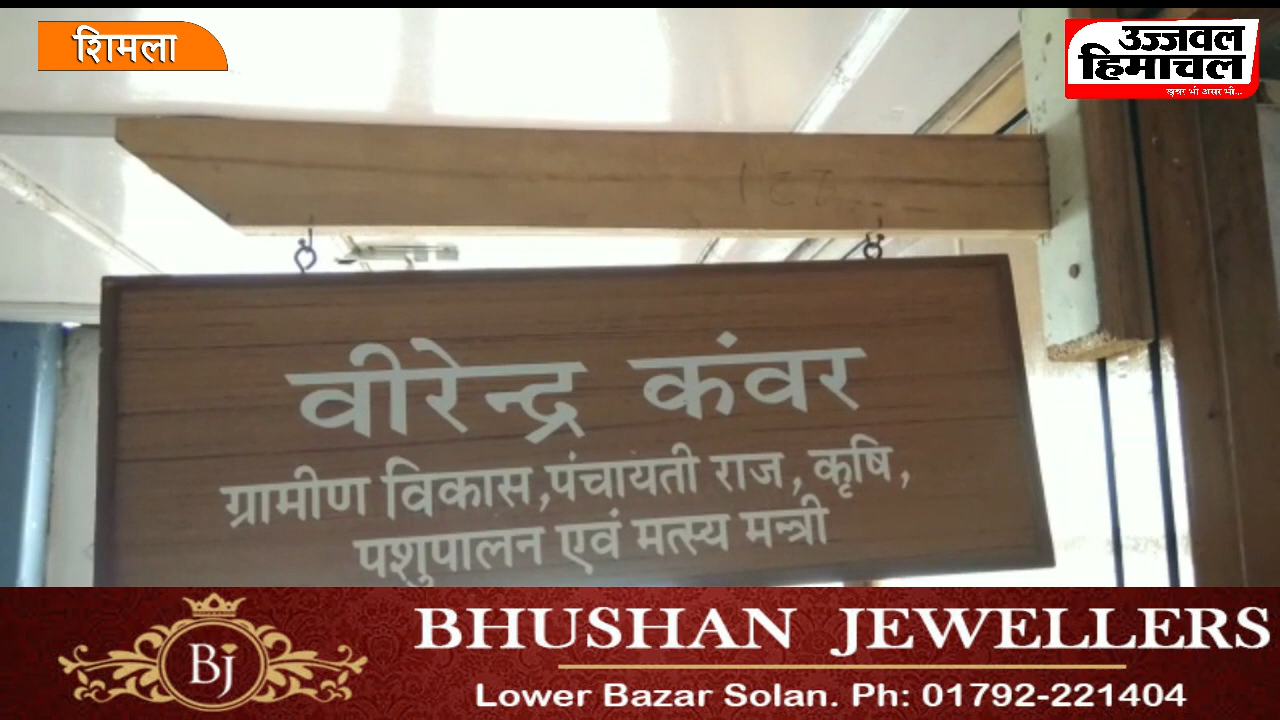 शिमला
उज्जवल
हिमाचल
ख़बर भी असर भी...
वीरेन्द्र कंवर
ग्रामीण विकास,पंचायती राज,कृषि,
पशुपालन एवं मत्स्य मन्त्री
BJ
BHUSHAN JEWELLERS
Lower Bazar Solan. Ph: 01792-221404